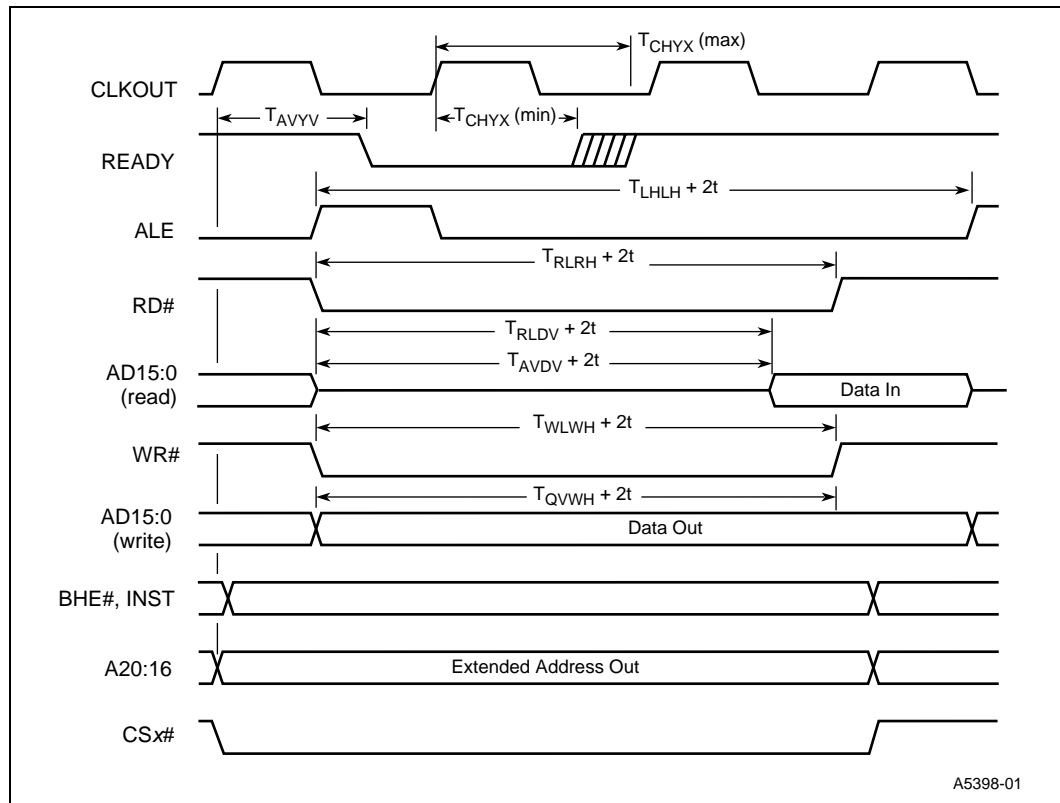 T_CHYX (max)
CLKOUT
T_AVYV
T_CHYX (min)
READY
T_LHLH + 2t
ALE
T_RLRH + 2t
RD#
T_RLDV + 2t
T_AVDV + 2t
AD15:0
(read)
Data In
T_WLWH + 2t
WR#
T_QVWH + 2t
AD15:0
(write)
Data Out
BHE#, INST
A20:16
Extended Address Out
CSx#
A5398-01